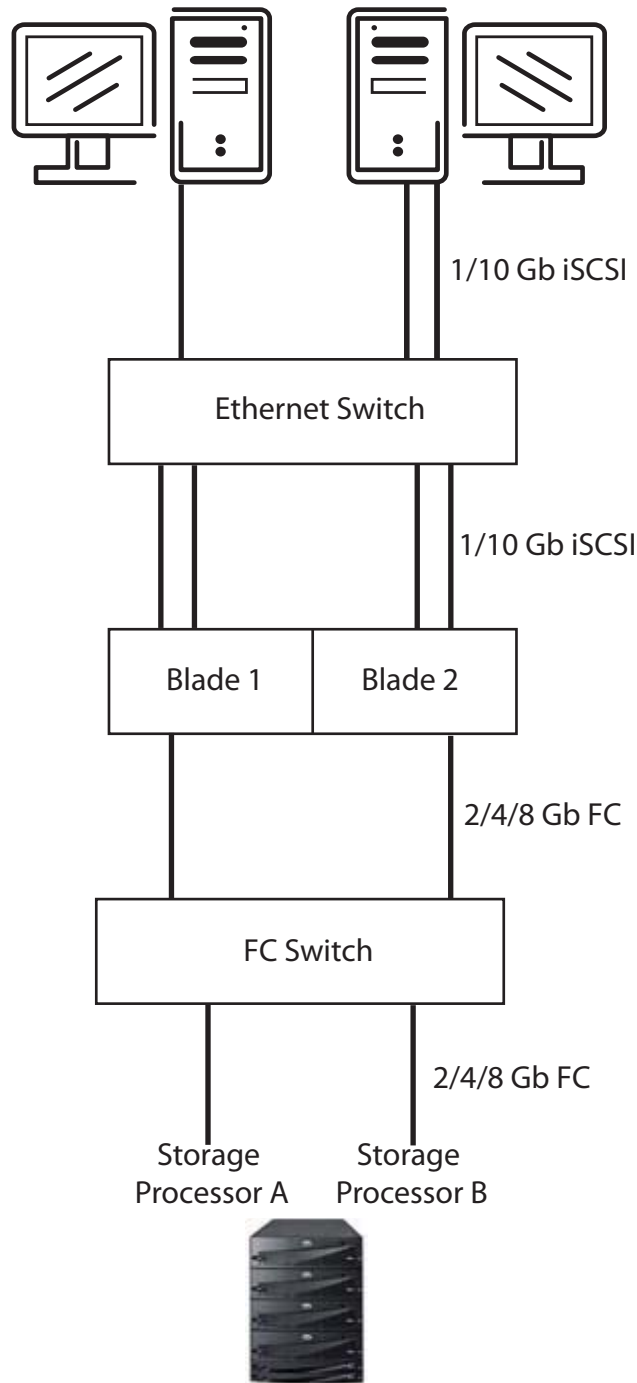 1/10 Gb iSCSI
Ethernet Switch
1/10 Gb iSCSI
Blade 1
Blade 2
2/4/8 Gb FC
FC Switch
2/4/8 Gb FC
Storage
Processor A
Storage
Processor B